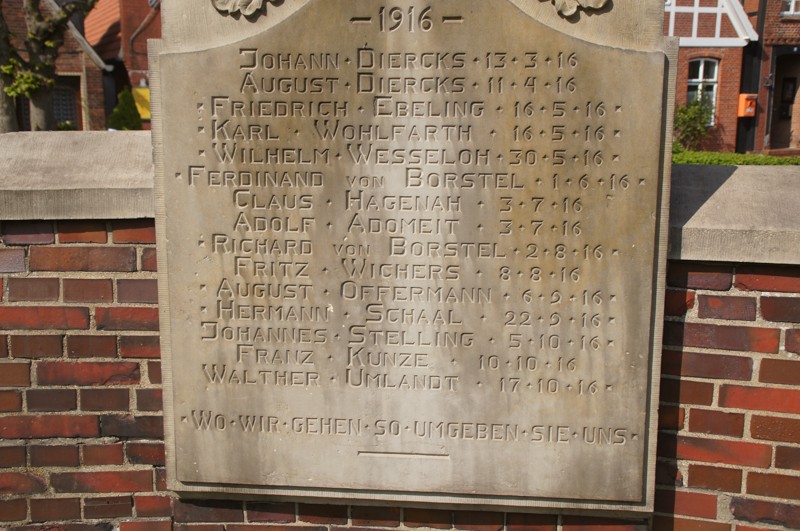 — 1916 —
JOHANN · DIERCKS · 13 · 3 · 16
AUGUST · DIERCKS · 11 · 4 · 16
· FRIEDRICH · EBELING · 16 · 5 · 16 ·
· KARL · WOHLFARTH · 16 · 5 · 16 ·
· WILHELM · WESSELOH · 30 · 5 · 16 ·
· FERDINAND VON BORSTEL · 1 · 6 · 16 ·
CLAUS · HAGENAH · 3 · 7 · 16
ADOLF · ADOMEIT · 3 · 7 · 16
· RICHARD VON BORSTEL · 2 · 8 · 16 ·
FRITZ · WICHERS · 8 · 8 · 16
· AUGUST · OFFERMANN · 6 · 9 · 16 ·
· HERMANN · SCHAAL · 22 · 9 · 16 ·
JOHANNES · STELLING · 5 · 10 · 16 ·
FRANZ · KUNZE · 10 · 10 · 16
WALTHER · UMLANDT · 17 · 10 · 16 ·
· WO · WIR · GEHEN · SO · UMGEBEN · SIE · UNS ·